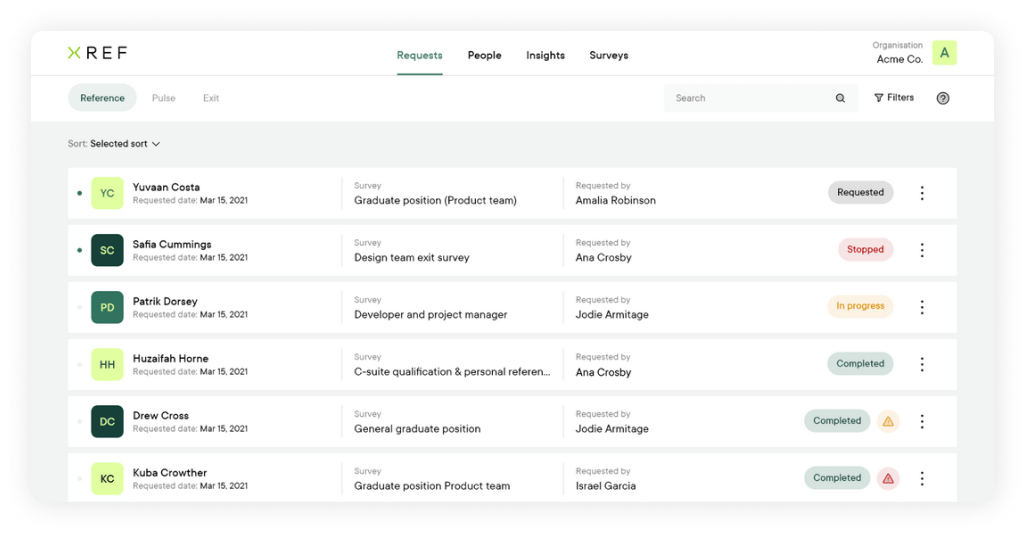 XREF
Requests People Insights Surveys
Organisation
Acme Co.
A
Reference Pulse Exit
Search
Filters
?
Sort: Selected sort
YC
Yuvaan Costa
Requested date: Mar 15, 2021
Survey
Graduate position (Product team)
Requested by
Amalia Robinson
Requested
SC
Safia Cummings
Requested date: Mar 15, 2021
Survey
Design team exit survey
Requested by
Ana Crosby
Stopped
PD
Patrik Dorsey
Requested date: Mar 15, 2021
Survey
Developer and project manager
Requested by
Jodie Armitage
In progress
HH
Huzaifah Horne
Requested date: Mar 15, 2021
Survey
C-suite qualification & personal referen...
Requested by
Ana Crosby
Completed
DC
Drew Cross
Requested date: Mar 15, 2021
Survey
General graduate position
Requested by
Jodie Armitage
Completed
KC
Kuba Crowther
Requested date: Mar 15, 2021
Survey
Graduate position Product team
Requested by
Israel Garcia
Completed